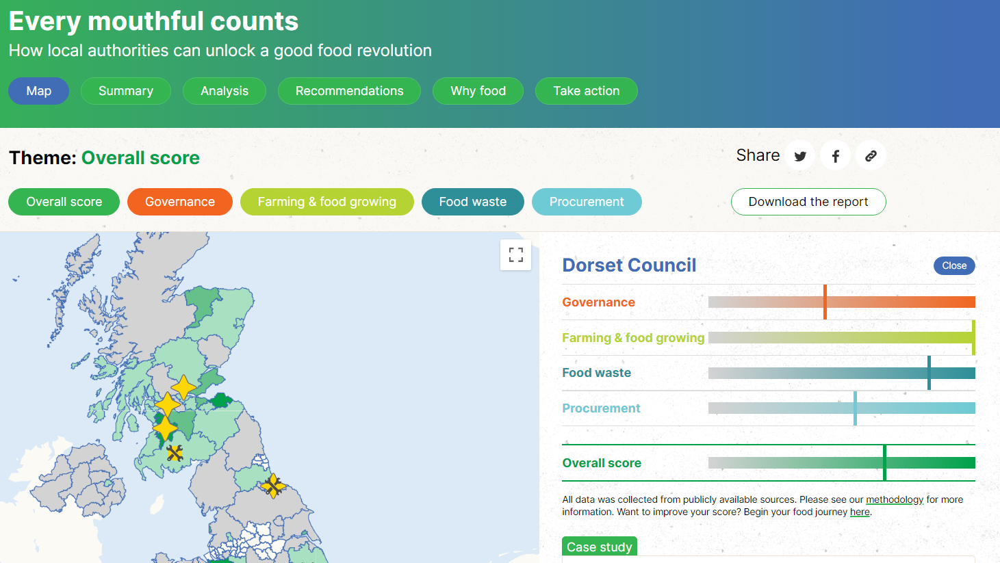 Every mouthful counts
How local authorities can unlock a good food revolution
Map Summary Analysis Recommendations Why food Take action
Theme: Overall score
Share
Overall score Governance Farming & food growing Food waste Procurement
Download the report
Dorset Council
Close
Governance
Farming & food growing
Food waste
Procurement
Overall score
All data was collected from publicly available sources. Please see our methodology for more
information. Want to improve your score? Begin your food journey here.
Case study